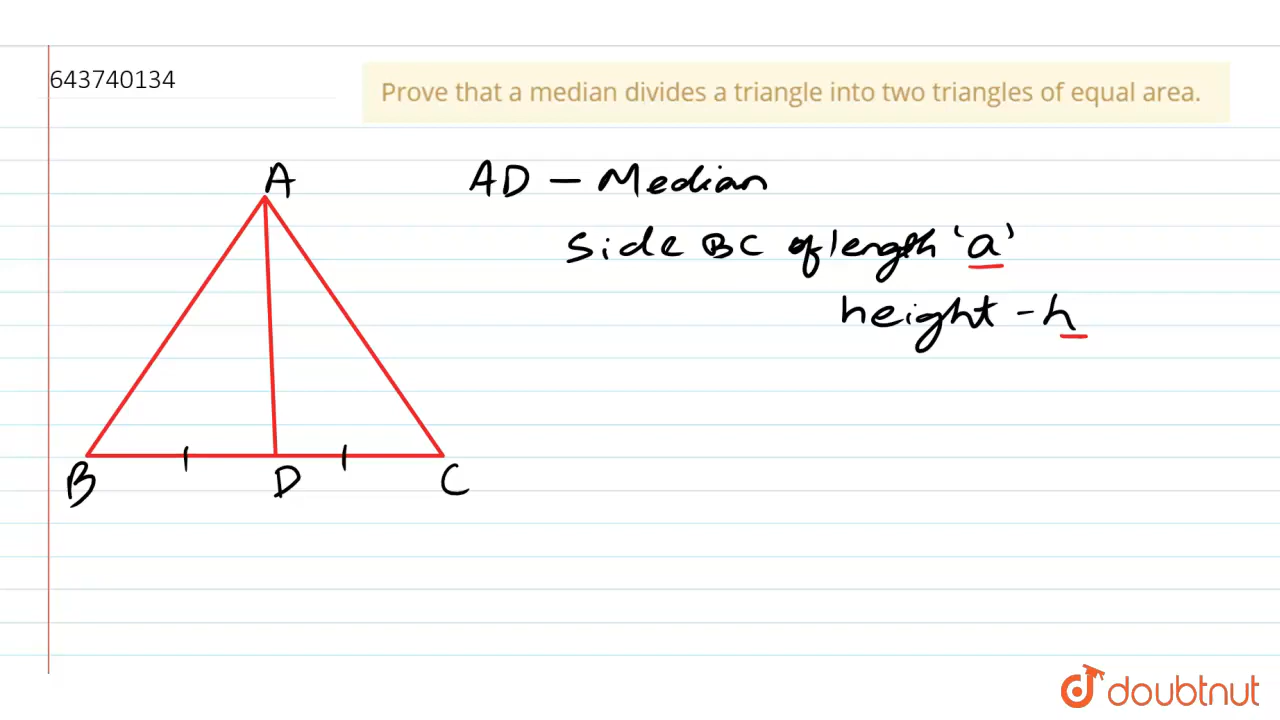 643740134
Prove that a median divides a triangle into two triangles of equal area.
A
AD — Median
Side BC of length 'a'
height - h
B
D
C
doubtnut